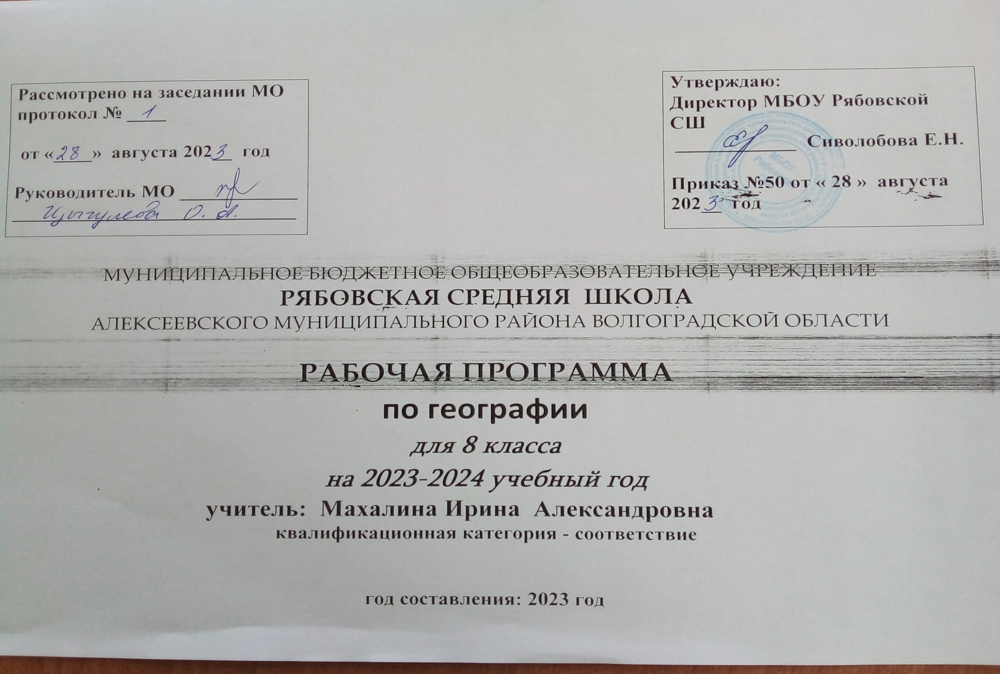 Рассмотрено на заседании МО
протокол № 1
от «28» августа 2023 год
Руководитель МО
О. А.
Утверждаю:
Директор МБОУ Рябовской
СШ
Сиволобова Е.Н.
МБОУ
Приказ №50 от « 28 » августа
2023 год
МУНИЦИПАЛЬНОЕ БЮДЖЕТНОЕ ОБЩЕОБРАЗОВАТЕЛЬНОЕ УЧРЕЖДЕНИЕ
РЯБОВСКАЯ СРЕДНЯЯ ШКОЛА
АЛЕКСЕЕВСКОГО МУНИЦИПАЛЬНОГО РАЙОНА ВОЛГОГРАДСКОЙ ОБЛАСТИ
РАБОЧАЯ ПРОГРАММА
по географии
для 8 класса
на 2023-2024 учебный год
учитель: Махалина Ирина Александровна
квалификационная категория - соответствие
год составления: 2023 год